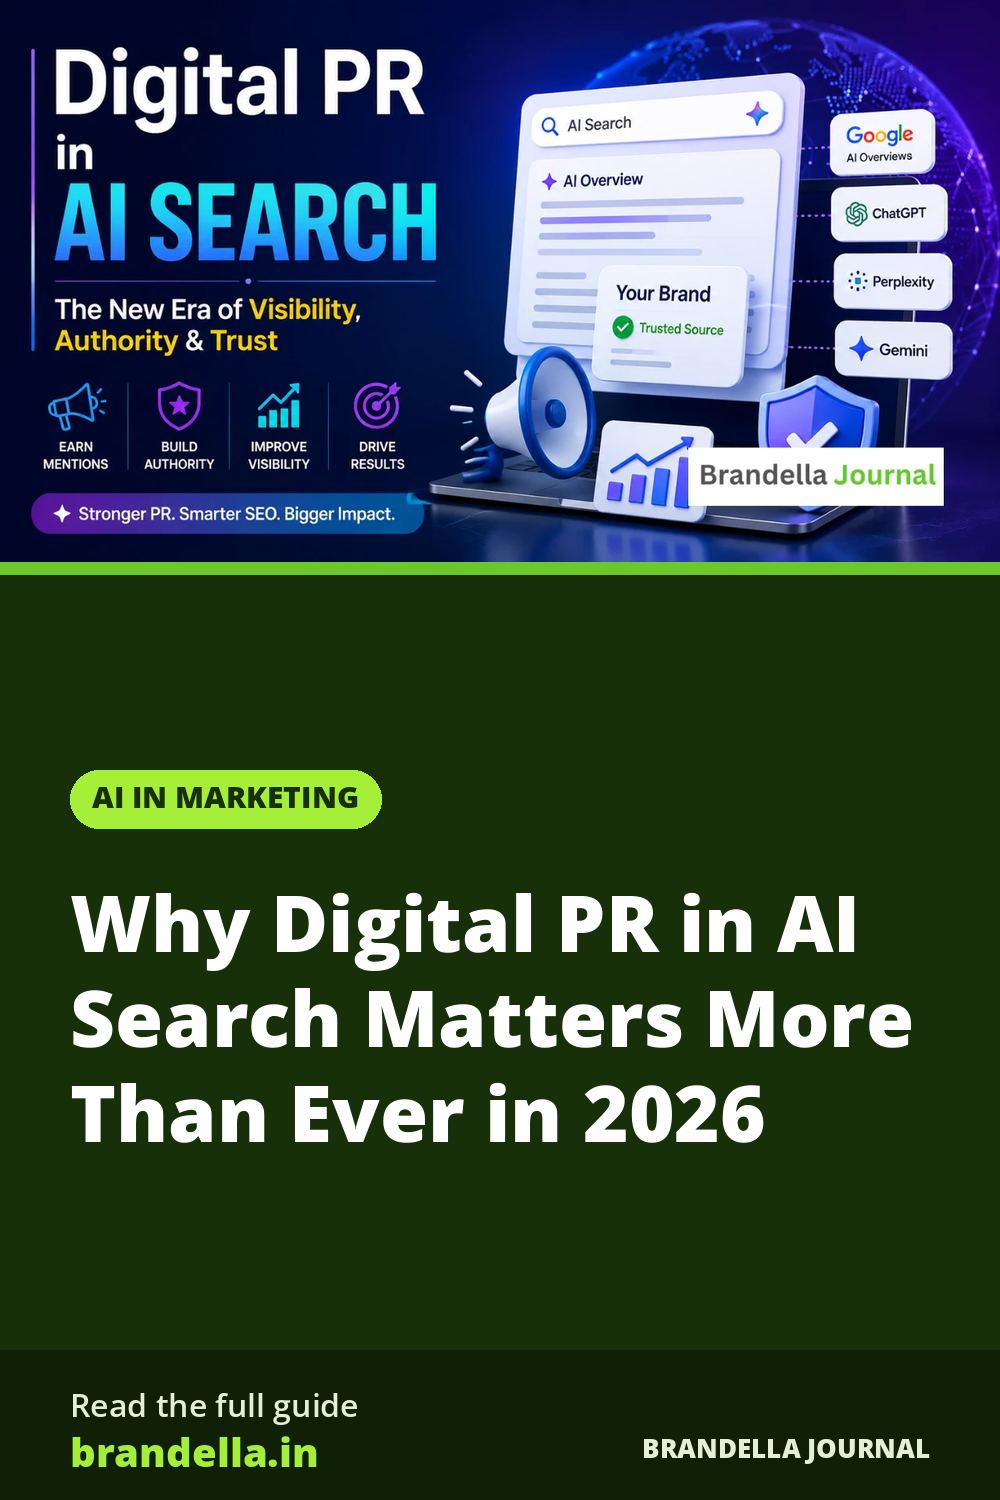 Digital PR
in
AI SEARCH
The New Era of Visibility,
Authority & Trust
EARN
MENTIONS
BUILD
AUTHORITY
IMPROVE
VISIBILITY
DRIVE
RESULTS
Stronger PR. Smarter SEO. Bigger Impact.
AI Search
AI Overview
Your Brand
Trusted Source
Google
AI Overviews
ChatGPT
Perplexity
Gemini
Brandella Journal
AI IN MARKETING
Why Digital PR in AI
Search Matters More
Than Ever in 2026
Read the full guide
brandella.in
BRANDELLA JOURNAL